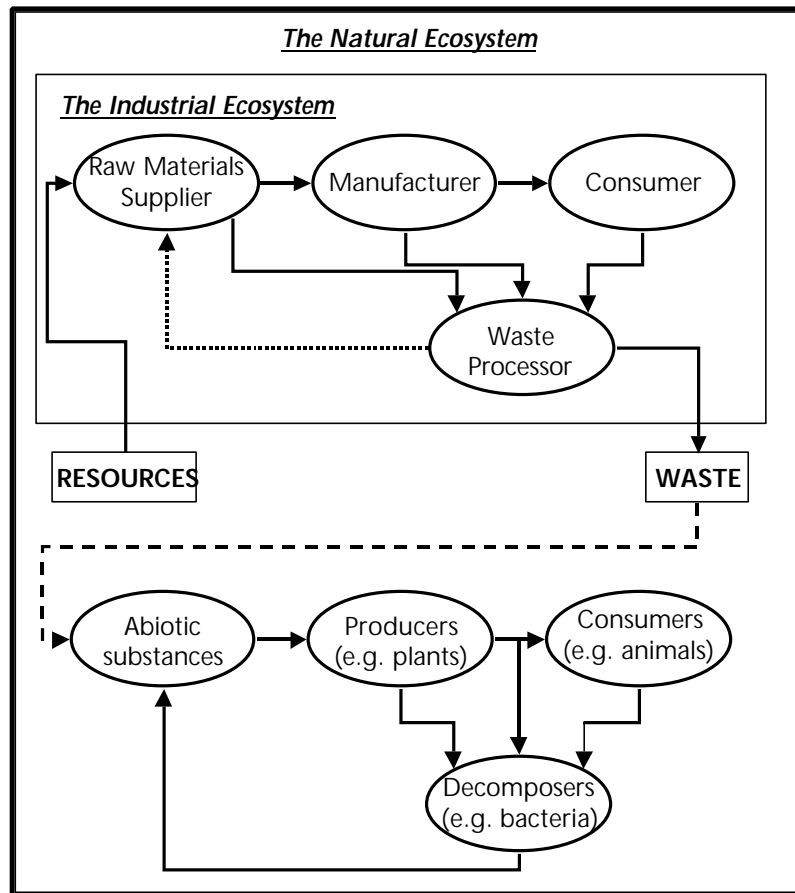 The Natural Ecosystem
The Industrial Ecosystem
Raw Materials
Supplier
Manufacturer
Consumer
Waste
Processor
RESOURCES
WASTE
Abiotic
substances
Producers
(e.g. plants)
Consumers
(e.g. animals)
Decomposers
(e.g. bacteria)